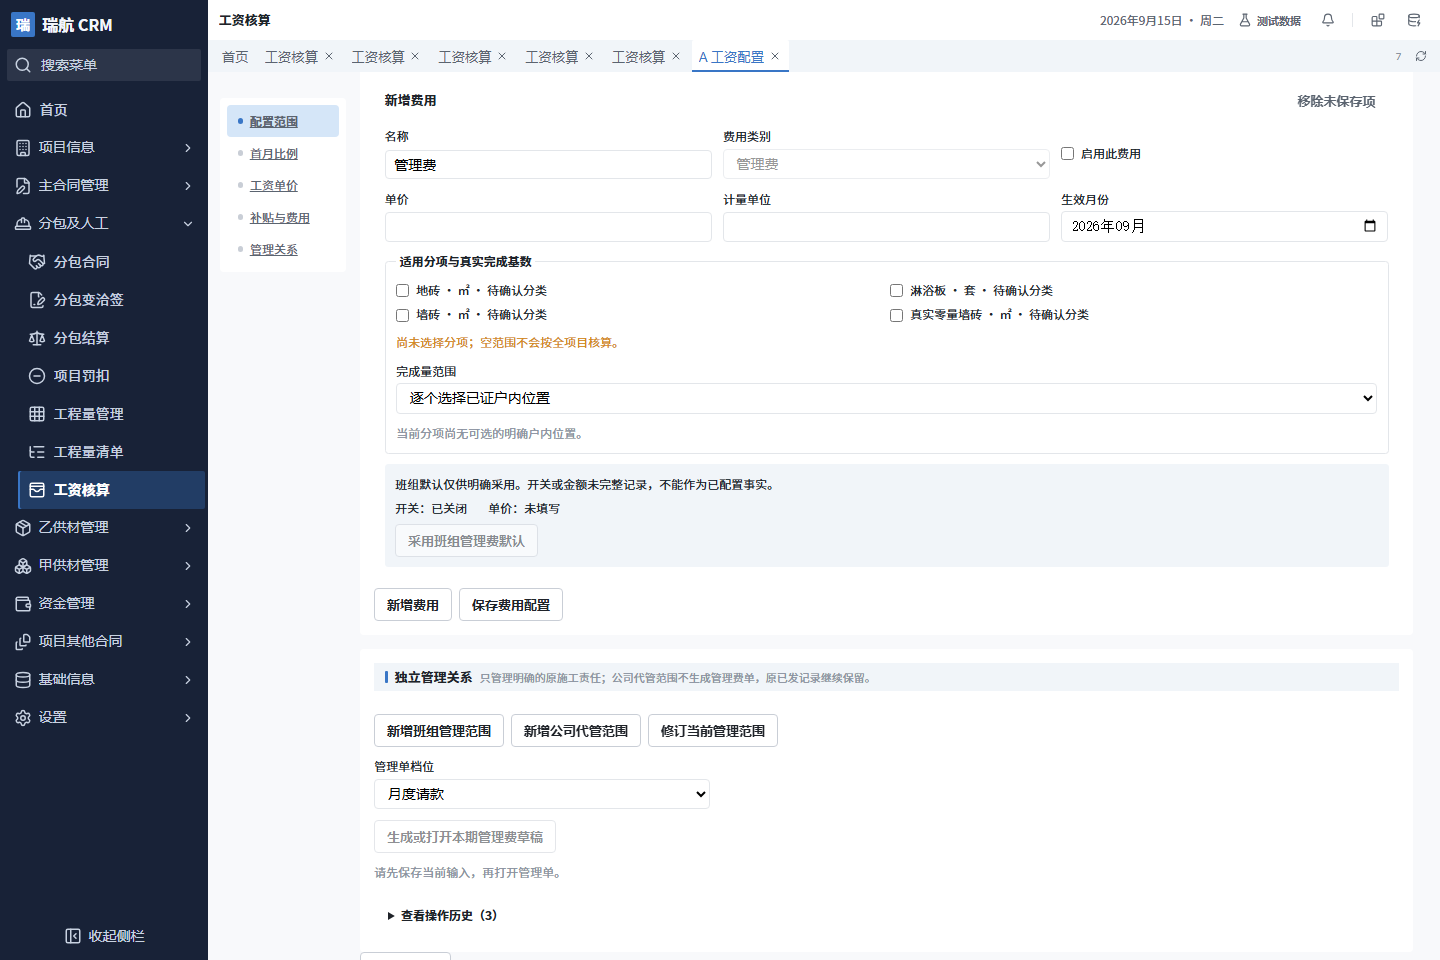 瑞 瑞航 CRM
搜索菜单
首页
项目信息
主合同管理
分包及人工
分包合同
分包变洽签
分包结算
项目罚扣
工程量管理
工程量清单
工资核算
乙供材管理
甲供材管理
资金管理
项目其他合同
基础信息
设置
收起侧栏
工资核算
2026年9月15日 · 周二 测试数据
首页 工资核算 × 工资核算 × 工资核算 × 工资核算 × 工资核算 × A 工资配置 × 7
配置范围
首月比例
工资单价
补贴与费用
管理关系
新增费用 移除未保存项
名称 费用类别
管理费 管理费 启用此费用
单价 计量单位 生效月份
2026年09月
适用分项与真实完成基数
地砖 · ㎡ · 待确认分类 淋浴板 · 套 · 待确认分类
墙砖 · ㎡ · 待确认分类 真实零量墙砖 · ㎡ · 待确认分类
尚未选择分项；空范围不会按全项目核算。
完成量范围
逐个选择已证户内位置
当前分项尚无可选的明确户内位置。
班组默认仅供明确采用。开关或金额未完整记录，不能作为已配置事实。
开关：已关闭 单价：未填写
采用班组管理费默认
新增费用 保存费用配置
独立管理关系 只管理明确的原施工责任；公司代管范围不生成管理费单，原已发记录继续保留。
新增班组管理范围 新增公司代管范围 修订当前管理范围
管理单档位
月度请款
生成或打开本期管理费草稿
请先保存当前输入，再打开管理单。
▶ 查看操作历史（3）